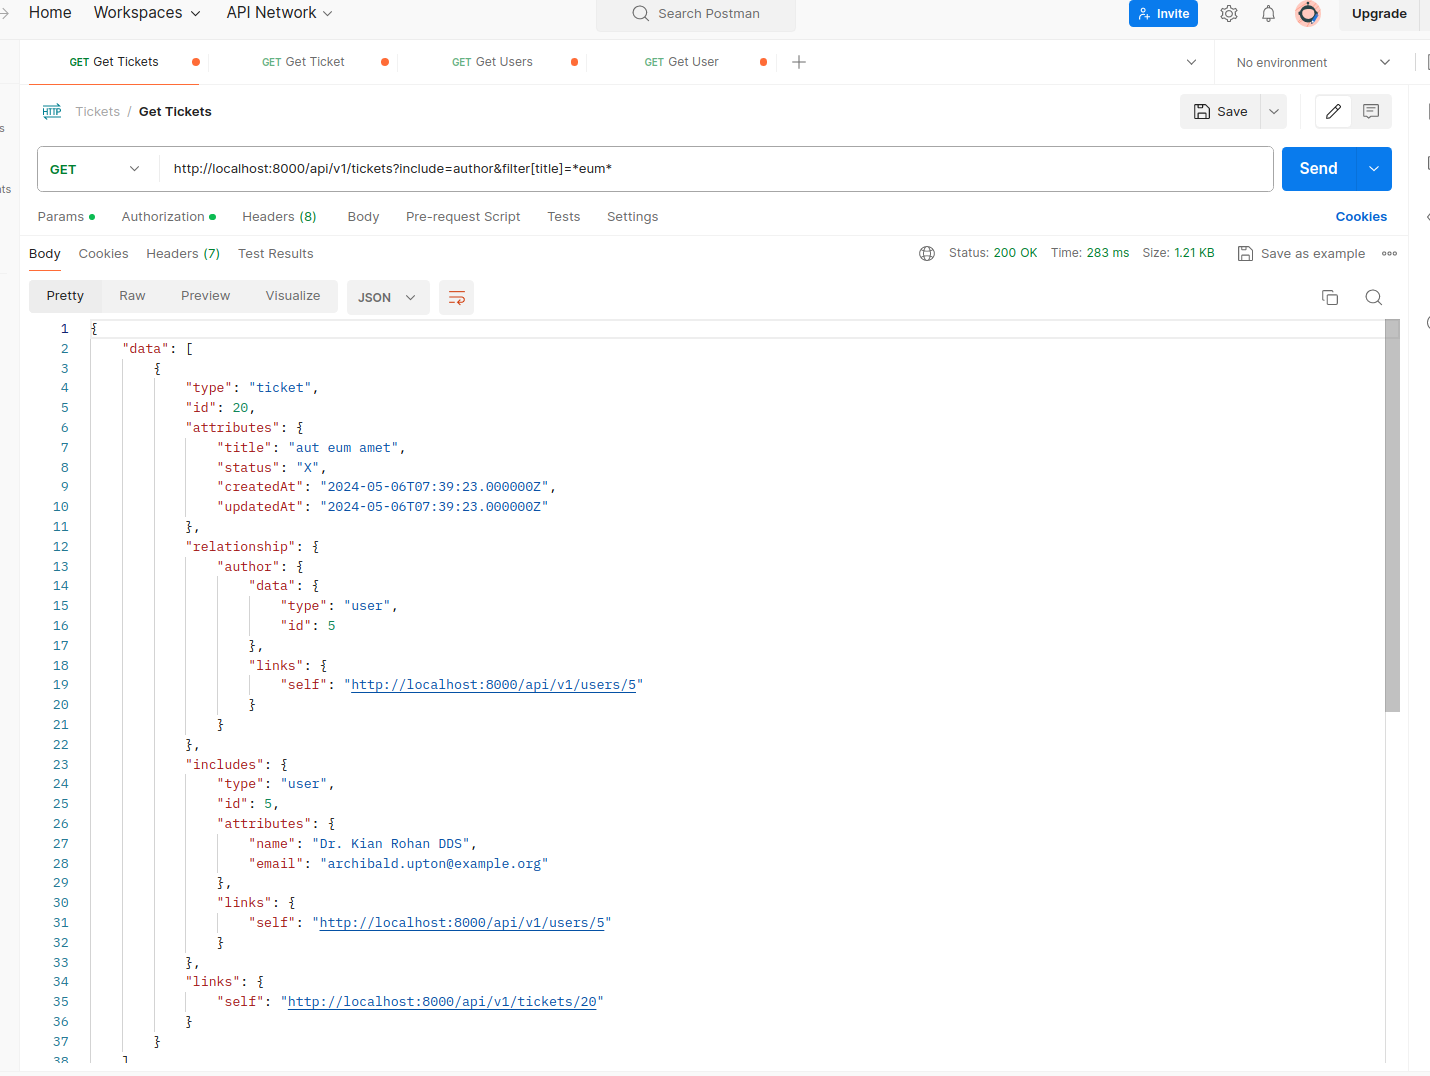 Home Workspaces API Network Search Postman Invite Upgrade
GET Get Tickets GET Get Ticket GET Get Users GET Get User No environment
HTTP Tickets / Get Tickets Save
GET http://localhost:8000/api/v1/tickets?include=author&filter[title]=*eum* Send
Params Authorization Headers (8) Body Pre-request Script Tests Settings Cookies
Body Cookies Headers (7) Test Results Status: 200 OK Time: 283 ms Size: 1.21 KB Save as example
Pretty Raw Preview Visualize JSON
1 {
2 "data": [
3 {
4 "type": "ticket",
5 "id": 20,
6 "attributes": {
7 "title": "aut eum amet",
8 "status": "X",
9 "createdAt": "2024-05-06T07:39:23.000000Z",
10 "updatedAt": "2024-05-06T07:39:23.000000Z"
11 },
12 "relationship": {
13 "author": {
14 "data": {
15 "type": "user",
16 "id": 5
17 },
18 "links": {
19 "self": "http://localhost:8000/api/v1/users/5"
20 }
21 }
22 },
23 "includes": {
24 "type": "user",
25 "id": 5,
26 "attributes": {
27 "name": "Dr. Kian Rohan DDS",
28 "email": "archibald.upton@example.org"
29 },
30 "links": {
31 "self": "http://localhost:8000/api/v1/users/5"
32 }
33 },
34 "links": {
35 "self": "http://localhost:8000/api/v1/tickets/20"
36 }
37 }
38 ]